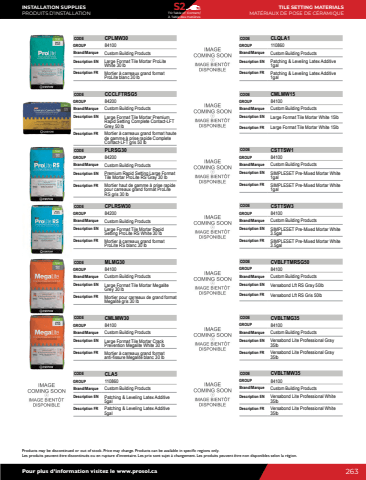 INSTALLATION SUPPLIES
PRODUITS D'INSTALLATION
S2
TILE SETTING MATERIALS
MATÉRIAUX DE POSE DE CÉRAMIQUE
CODE CPLMW30
GROUP 84100
Brand/Marque Custom Building Products
Description EN Large Format Tile Mortar ProLite
White 30 lb
Description FR Mortier à carreaux grand format
ProLite blanc 30 lb
CODE CCCLFTRSG5
GROUP 84200
Brand/Marque Custom Building Products
Description EN Large Format Tile Mortar Premium
Rapid Setting Complete Contact-LFT
Grey 50 lb
Description FR Mortier à carreaux grand format haute
de gamme à prise rapide Complete
Contact-LFT gris 50 lb
CODE PLRSG30
GROUP 84200
Brand/Marque Custom Building Products
Description EN Premium Rapid Setting Large Format
Tile Mortar ProLite RS Gray 30 lb
Description FR Mortier haut de gamme à prise rapide
pour carreaux grand format ProLite
RS gris 30 lb
CODE CPLRSW30
GROUP 84200
Brand/Marque Custom Building Products
Description EN Large Format Tile Mortar Rapid
Setting ProLite RS White 30 lb
Description FR Mortier à carreaux grand format
ProLite RS blanc 30 lb
CODE MLMG30
GROUP 84100
Brand/Marque Custom Building Products
Description EN Large Format Tile Mortar Megalite
Grey 30 lb
Description FR Mortier pour carreaux de grand format
Megalite gris 30 lb
CODE CMLWW30
GROUP 84100
Brand/Marque Custom Building Products
Description EN Large Format Tile Mortar Crack
Prevention Megalite White 30 lb
Description FR Mortier à carreaux grand format
anti-fissure Megalite blanc 30 lb
IMAGE
COMING SOON
IMAGE BIENTÔT
DISPONIBLE
CODE CLA5
GROUP 110860
Brand/Marque Custom Building Products
Description EN Patching & Leveling Latex Additive
5gal
Description FR Patching & Leveling Latex Additive
5gal
IMAGE
COMING SOON
IMAGE BIENTÔT
DISPONIBLE
CODE CLQLA1
GROUP 110860
Brand/Marque Custom Building Products
Description EN Patching & Leveling Latex Additive
1gal
Description FR Patching & Leveling Latex Additive
1gal
IMAGE
COMING SOON
IMAGE BIENTÔT
DISPONIBLE
CODE CMLWW15
GROUP 84100
Brand/Marque Custom Building Products
Description EN Large Format Tile Mortar White 15lb
Description FR Large Format Tile Mortar White 15lb
IMAGE
COMING SOON
IMAGE BIENTÔT
DISPONIBLE
CODE CSTTSW1
GROUP 84100
Brand/Marque Custom Building Products
Description EN SIMPLESET Pre-Mixed Mortar White
1gal
Description FR SIMPLESET Pre-Mixed Mortar White
1gal
IMAGE
COMING SOON
IMAGE BIENTÔT
DISPONIBLE
CODE CSTTSW3
GROUP 84100
Brand/Marque Custom Building Products
Description EN SIMPLESET Pre-Mixed Mortar White
3.5gal
Description FR SIMPLESET Pre-Mixed Mortar White
3.5gal
IMAGE
COMING SOON
IMAGE BIENTÔT
DISPONIBLE
CODE CVBLFTMRSG50
GROUP 84100
Brand/Marque Custom Building Products
Description EN Versabond Lft RS Gray 50lb
Description FR Versabond Lft RS Gris 50lb
IMAGE
COMING SOON
IMAGE BIENTÔT
DISPONIBLE
CODE CVBLTMG35
GROUP 84100
Brand/Marque Custom Building Products
Description EN Versabond Lite Professional Gray
35lb
Description FR Versabond Lite Professional Gray
35lb
IMAGE
COMING SOON
IMAGE BIENTÔT
DISPONIBLE
CODE CVBLTMW35
GROUP 84100
Brand/Marque Custom Building Products
Description EN Versabond Lite Professional White
35lb
Description FR Versabond Lite Professional White
35lb
Products may be discontinued or out of stock. Price may change. Products can be available in specific regions only.
Les produits peuvent être discontinués ou en rupture d'inventaire. Les prix sont sujet à changement. Les produits peuvent être non disponibles selon la région.
Pour plus d'information visitez le www.prosol.ca
263